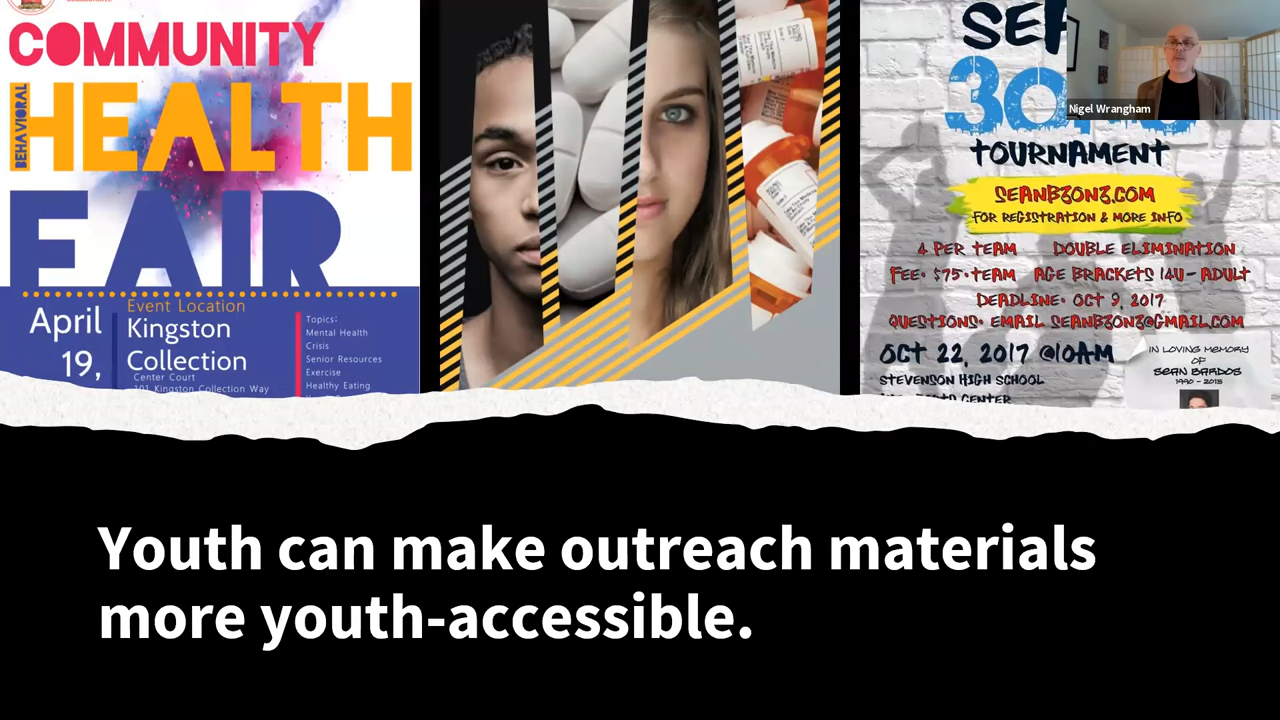 COMMUNITY
BEHAVIORAL
HEALTH
FAIR
April
19,
Event Location
Kingston
Collection
Center Court
101 Kingston Collection Way
Topics:
Mental Health
Crisis
Senior Resources
Exercise
Healthy Eating
TOURNAMENT
SEANB3ON3.COM
FOR REGISTRATION & MORE INFO
4 PER TEAM DOUBLE ELIMINATION
FEE: $75/TEAM AGE BRACKETS 14U - ADULT
DEADLINE: OCT 9, 2017
QUESTIONS: EMAIL SEANB3ON3@GMAIL.COM
OCT 22, 2017 @10AM
STEVENSON HIGH SCHOOL
CENTER
IN LOVING MEMORY
OF
SEAN BARDOS
Nigel Wrangham
Youth can make outreach materials
more youth-accessible.